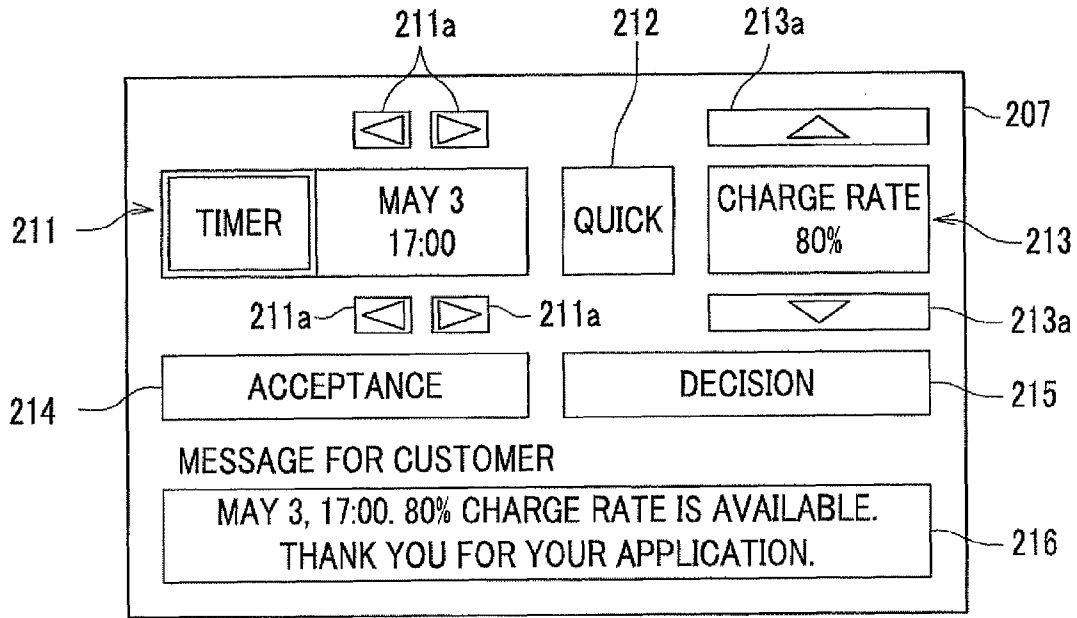 211a 212 213a
207
TIMER MAY 3 QUICK CHARGE RATE
17:00 80%
211 213
211a 211a 213a
ACCEPTANCE DECISION
214 215
MESSAGE FOR CUSTOMER
MAY 3, 17:00. 80% CHARGE RATE IS AVAILABLE.
THANK YOU FOR YOUR APPLICATION.
216